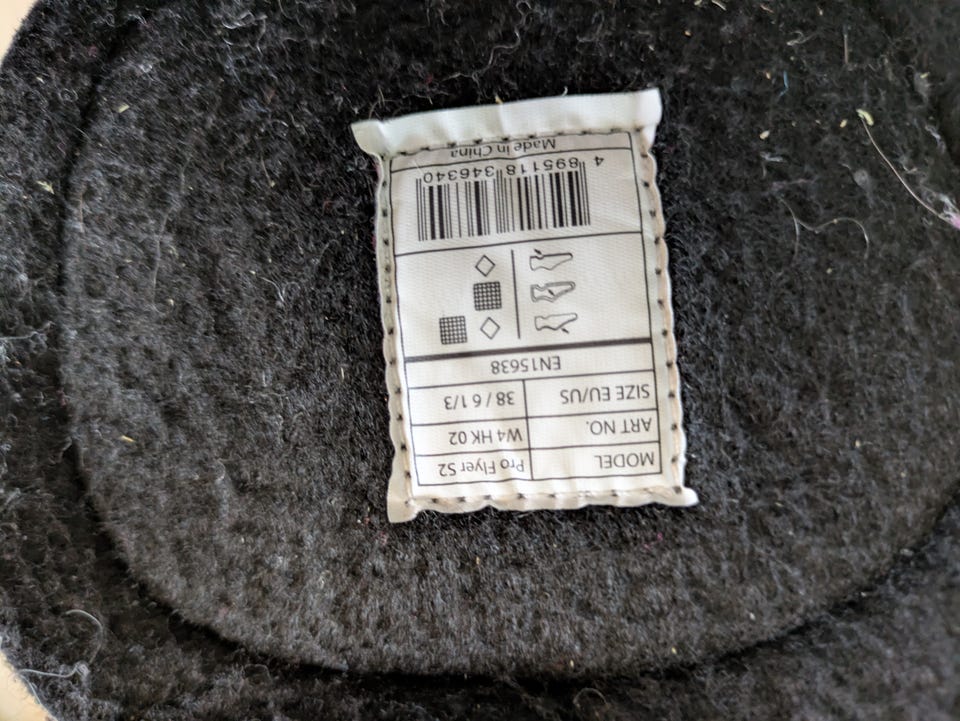 MODEL Pro Flyer S2
ART NO. W4 HK 02
SIZE EU/US 38 / 6 1/3
EN15638
4 895118 346340
Made in China